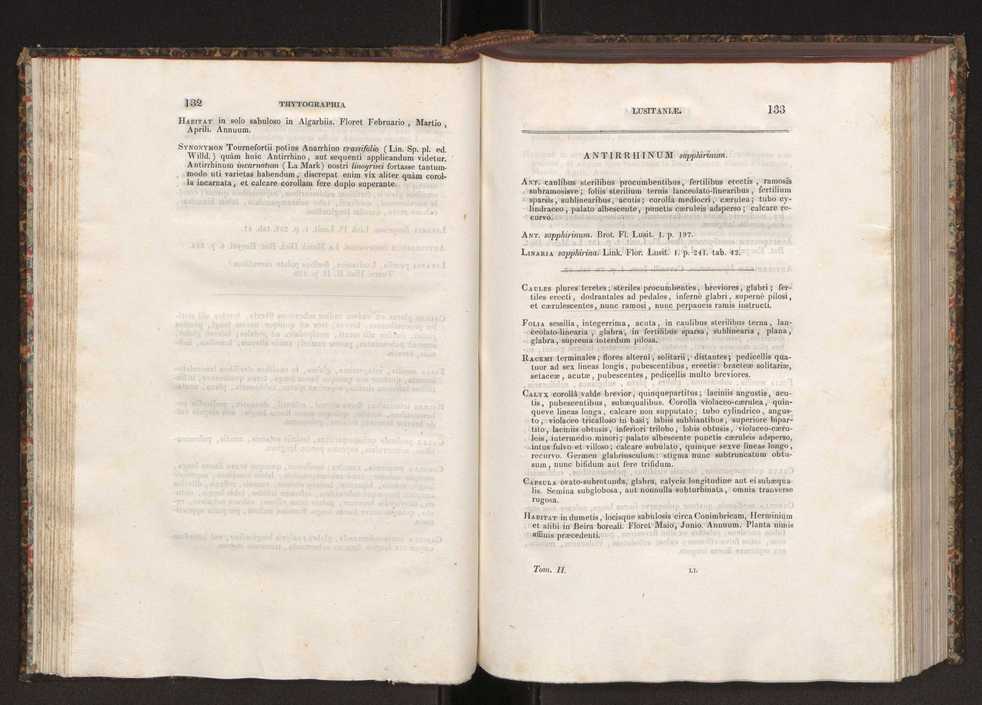 132
THYTOGRAPHIA
HABITAT in solo sabuloso in Algarbiis. Floret Februario, Martio,
Aprili. Annuum.
SYNONYMON Tournefortii potius Anarrhino crassifolio (Lin. Sp. pl. ed.
Willd.) quàm huic Antirrhino, aut sequenti applicandum videtur.
Antirrhinum incarnatum (La Mark) nostri linogrisei fortasse tantum-
modo uti varietas habendum, discrepat enim vix aliter quàm corol-
la incarnata, et calcare corollam fere duplo superante.
LUSITANIÆ.
133
ANTIRRHINUM sapphirinum.
ANT. caulibus sterilibus procumbentibus, fertilibus erectis, ramosis
subramosisve; foliis sterilium ternis lanceolato-linearibus, fertilium
sparsis, sublinearibus, acutis; corollâ mediocri, cærulea; tubo cy-
lindraceo, palato albescente, punctis cæruleis adsperso; calcare re-
curvo.
ANT. sapphirinum. Brot. Fl. Lusit. 1. p. 197.
LINARIA sapphirina. Link. Flor. Lusit. 1. p. 241. tab. 42.
CAULES plures teretes; steriles procumbentes, breviores, glabri; fer-
tiles erecti, dodrantales ad pedales, infernè glabri, supernè pilosi,
et cærulescentes, nunc ramosi, nunc perpaucis ramis instructi.
FOLIA sessilia, integerrima, acuta, in caulibus sterilibus terna, lan-
ceolato-linearia, glabra, in fertilibus sparsa, sublinearia, plana,
glabra, suprema interdum pilosa.
RACEMI terminales; flores alterni, solitarii, distantes; pedicellis qua-
tuor ad sex lineas longis, pubescentibus, erectis: bracteæ solitariæ,
setaceæ, acutæ, pubescentes, pedicellis multo breviores.
CALYX corollâ valde brevior, quinquepartitus; laciniis angustis, acu-
tis, pubescentibus, subæqualibus. Corolla violaceo-cærulea, quin-
queve lineas longa, calcare non supputato; tubo cylindrico, angus-
to, violaceo tricalloso in basi; labiis subhiantibus, superiore bipar-
tito, laciniis obtusis, inferiori trilobo, lobis obtusis, violaceo-cæru-
leis, intermedio minori; palato albescente punctis cæruleis adsperso,
intus fulvo et villoso; calcare subulato, quinque sexve lineas longo,
recurvo. Germen glabriusculum: stigma nunc subtruncatum obtu-
sum, nunc bifidum aut fere trifidum.
CAPSULA ovato-subrotunda, glabra, calycis longitudine aut ei subæqua-
lis. Semina subglobosa, aut nonnulla subturbinata, omnia tranverse
rugosa.
HABITAT in dumetis, locisque sabulosis circa Conimbricam, Herminium
et alibi in Beira boreali. Floret Maio, Junio. Annuum. Planta nimis
affinis præcedenti.
Tom. II.
LL